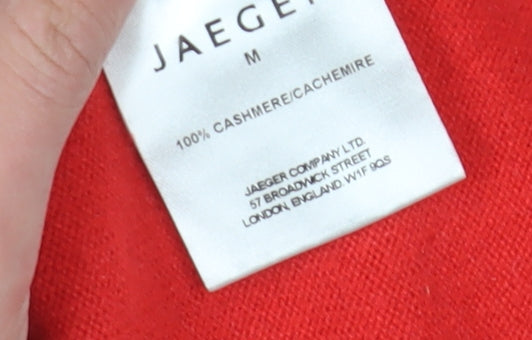 JAEGER
M
100% CASHMERE/CACHEMIRE
JAEGER COMPANY LTD.
57 BROADWICK STREET
LONDON, ENGLAND. W1F 9QS